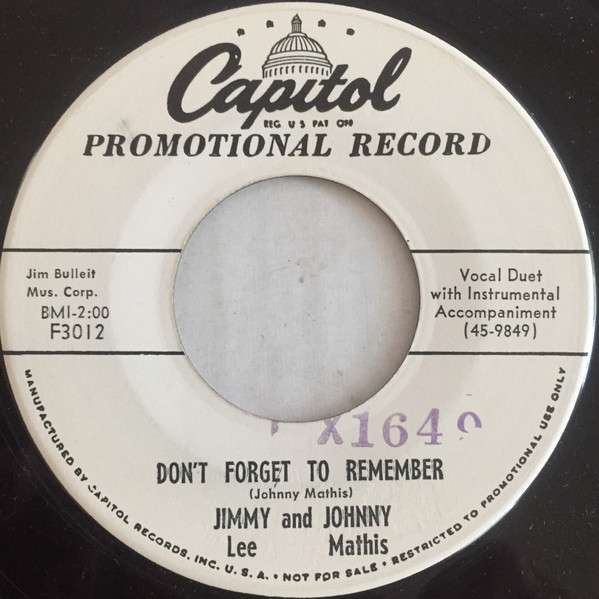 Capitol
REG U S PAT OFF
PROMOTIONAL RECORD
Jim Bulleit
Mus. Corp.
BMI-2:00
F3012
Vocal Duet
with Instrumental
Accompaniment
(45-9849)
X1649
DON'T FORGET TO REMEMBER
(Johnny Mathis)
JIMMY and JOHNNY
Lee Mathis
MANUFACTURED BY CAPITOL RECORDS, INC. U. S. A. • NOT FOR SALE • RESTRICTED TO PROMOTIONAL USE ONLY